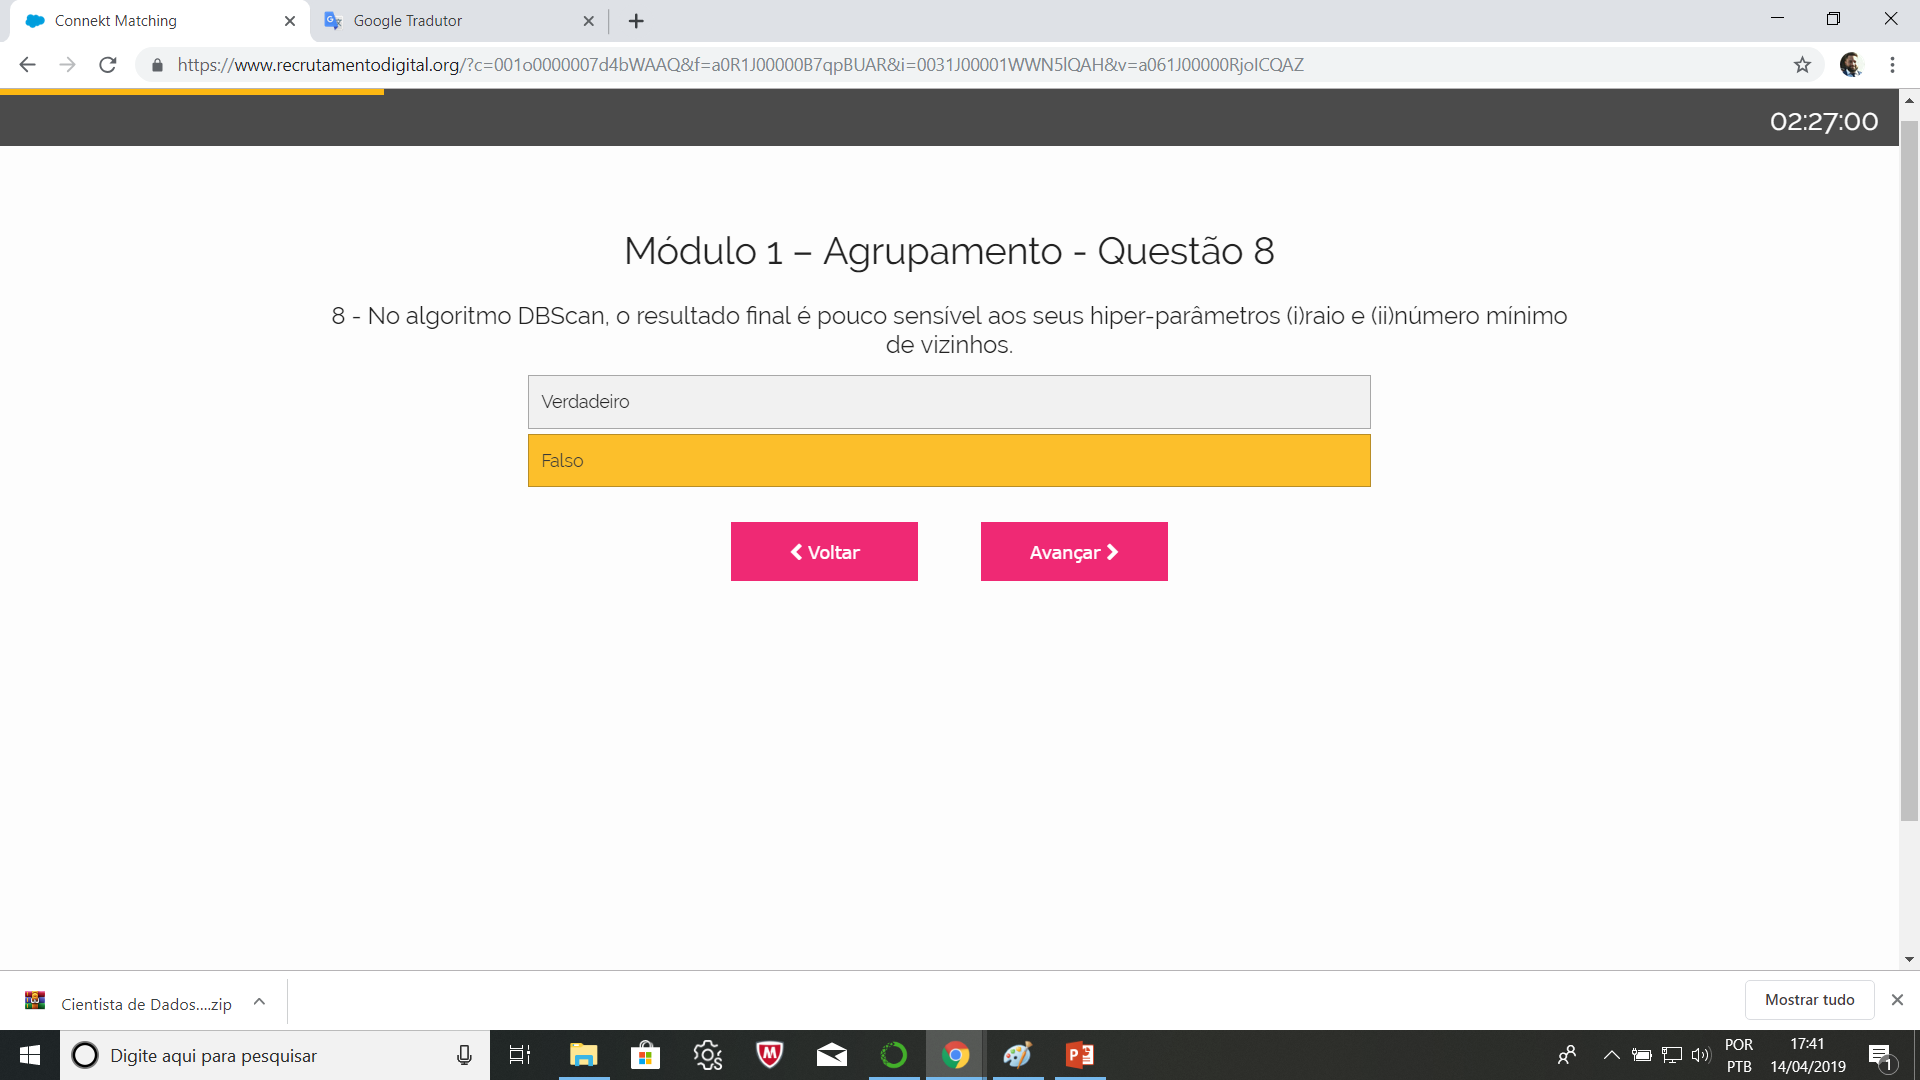 Connekt Matching
Google Tradutor
https://www.recrutamentodigital.org/?c=001o0000007d4bWAAQ&f=a0R1J00000B7qpBUAR&i=0031J00001WWN5lQAH&v=a061J00000RjoICQAZ
02:27:00
Módulo 1 – Agrupamento - Questão 8
8 - No algoritmo DBScan, o resultado final é pouco sensível aos seus hiper-parâmetros (i)raio e (ii)número mínimo
de vizinhos.
Verdadeiro
Falso
Voltar
Avançar
Cientista de Dados....zip
Mostrar tudo
Digite aqui para pesquisar
POR
PTB
17:41
14/04/2019
1